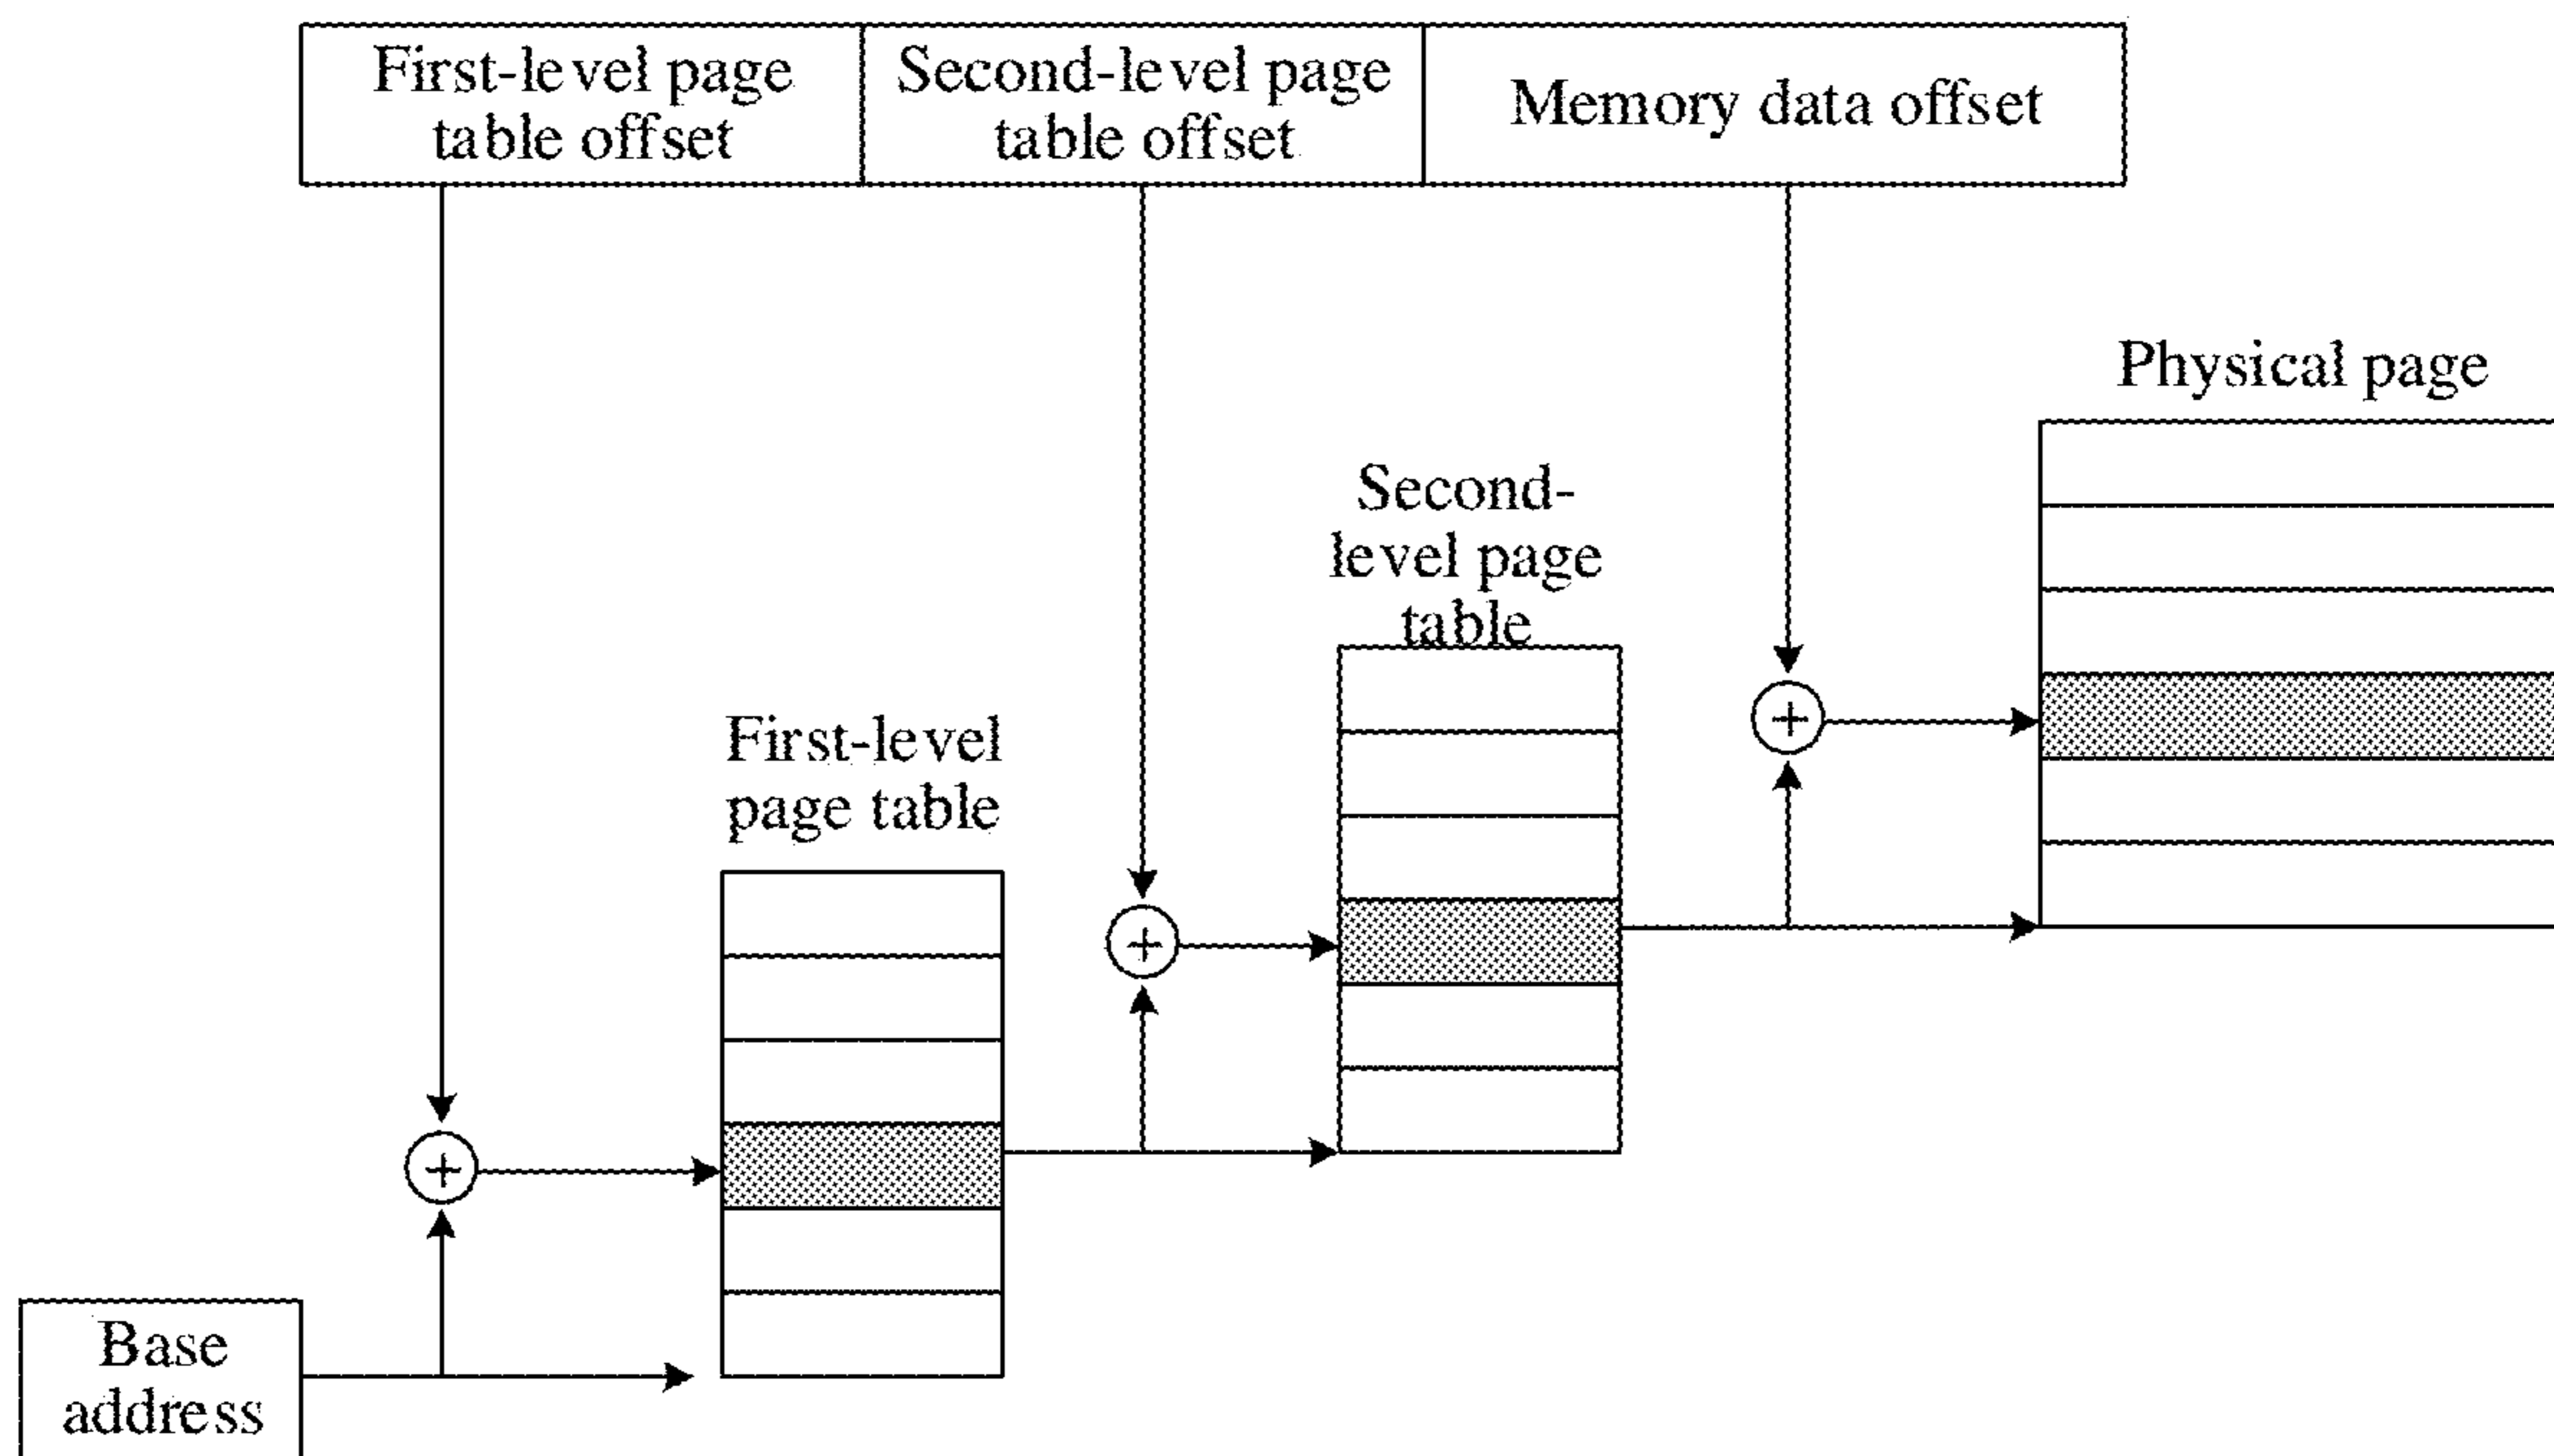 First-level page
table offset
Second-level page
table offset
Memory data offset
Physical page
Second-
level page
table
First-level
page table
+
+
+
Base
address